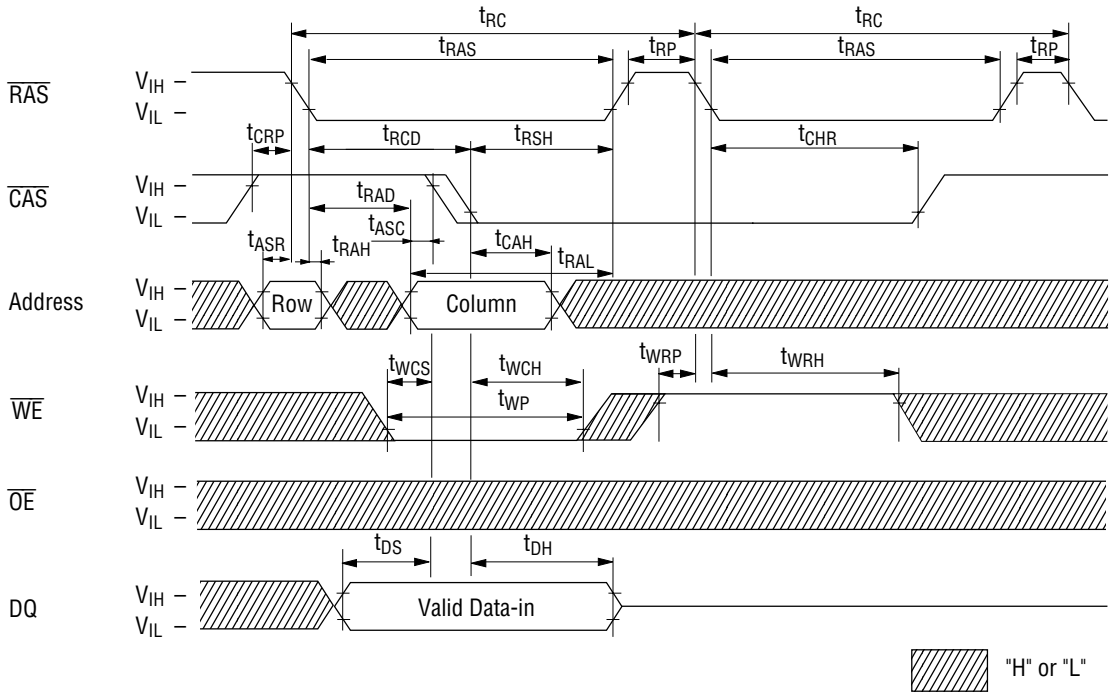 tRC tRC
tRAS tRP tRAS tRP
RAS VIH –
VIL –
tCRP tRCD tRSH tCHR
CAS VIH –
VIL –
tRAD
tASC
tASR tRAH tCAH
tRAL
Address VIH –
VIL –
Row Column
tWCS tWCH tWRP tWRH
tWP
WE VIH –
VIL –
OE VIH –
VIL –
tDS tDH
DQ VIH –
VIL –
Valid Data-in
"H" or "L"